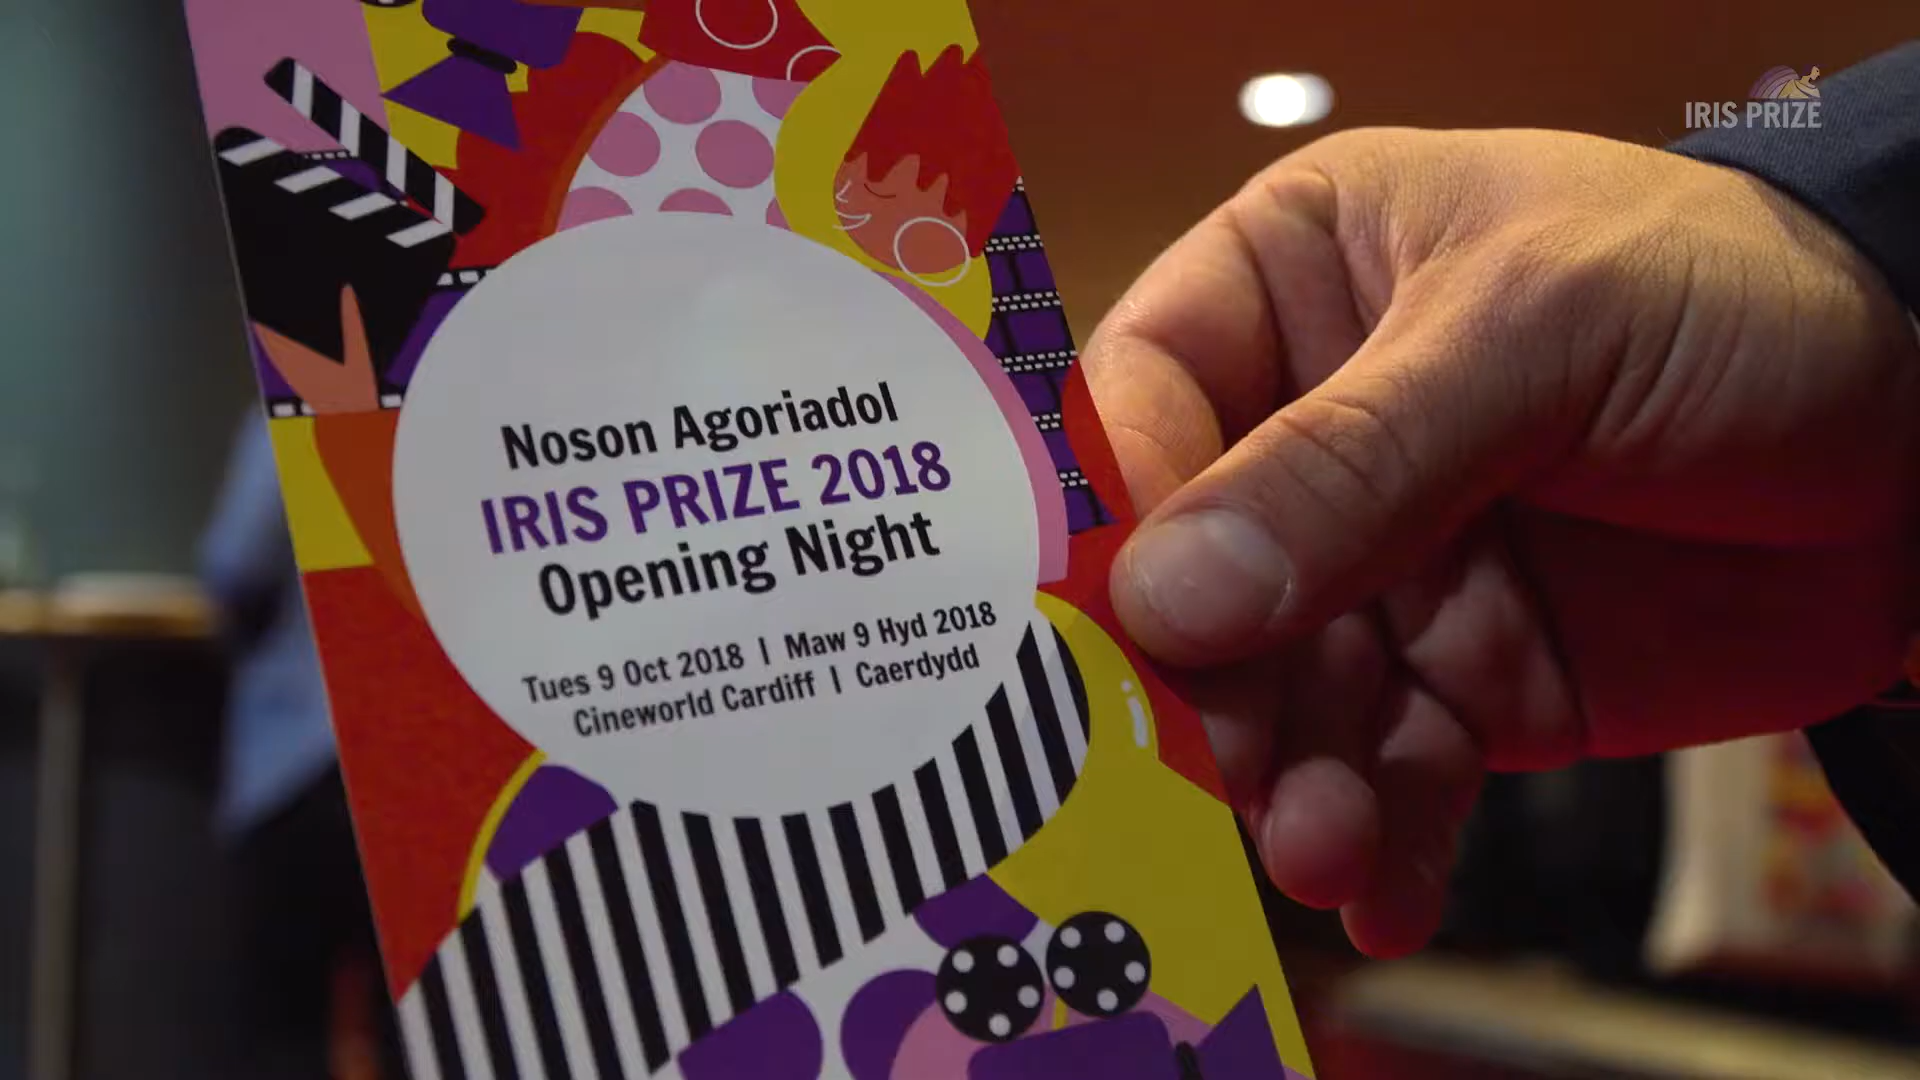 IRIS PRIZE
Noson Agoriadol
IRIS PRIZE 2018
Opening Night
Tues 9 Oct 2018 | Maw 9 Hyd 2018
Cineworld Cardiff | Caerdydd